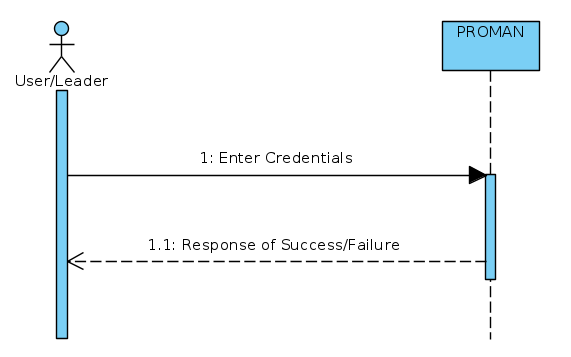 PROMAN
User/Leader
1: Enter Credentials
1.1: Response of Success/Failure